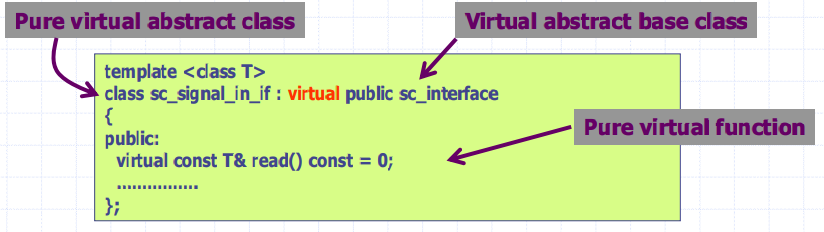 Pure virtual abstract class
Virtual abstract base class
template <class T>
class sc_signal_in_if : virtual public sc_interface
{
public:
virtual const T& read() const = 0;
................
};
Pure virtual function